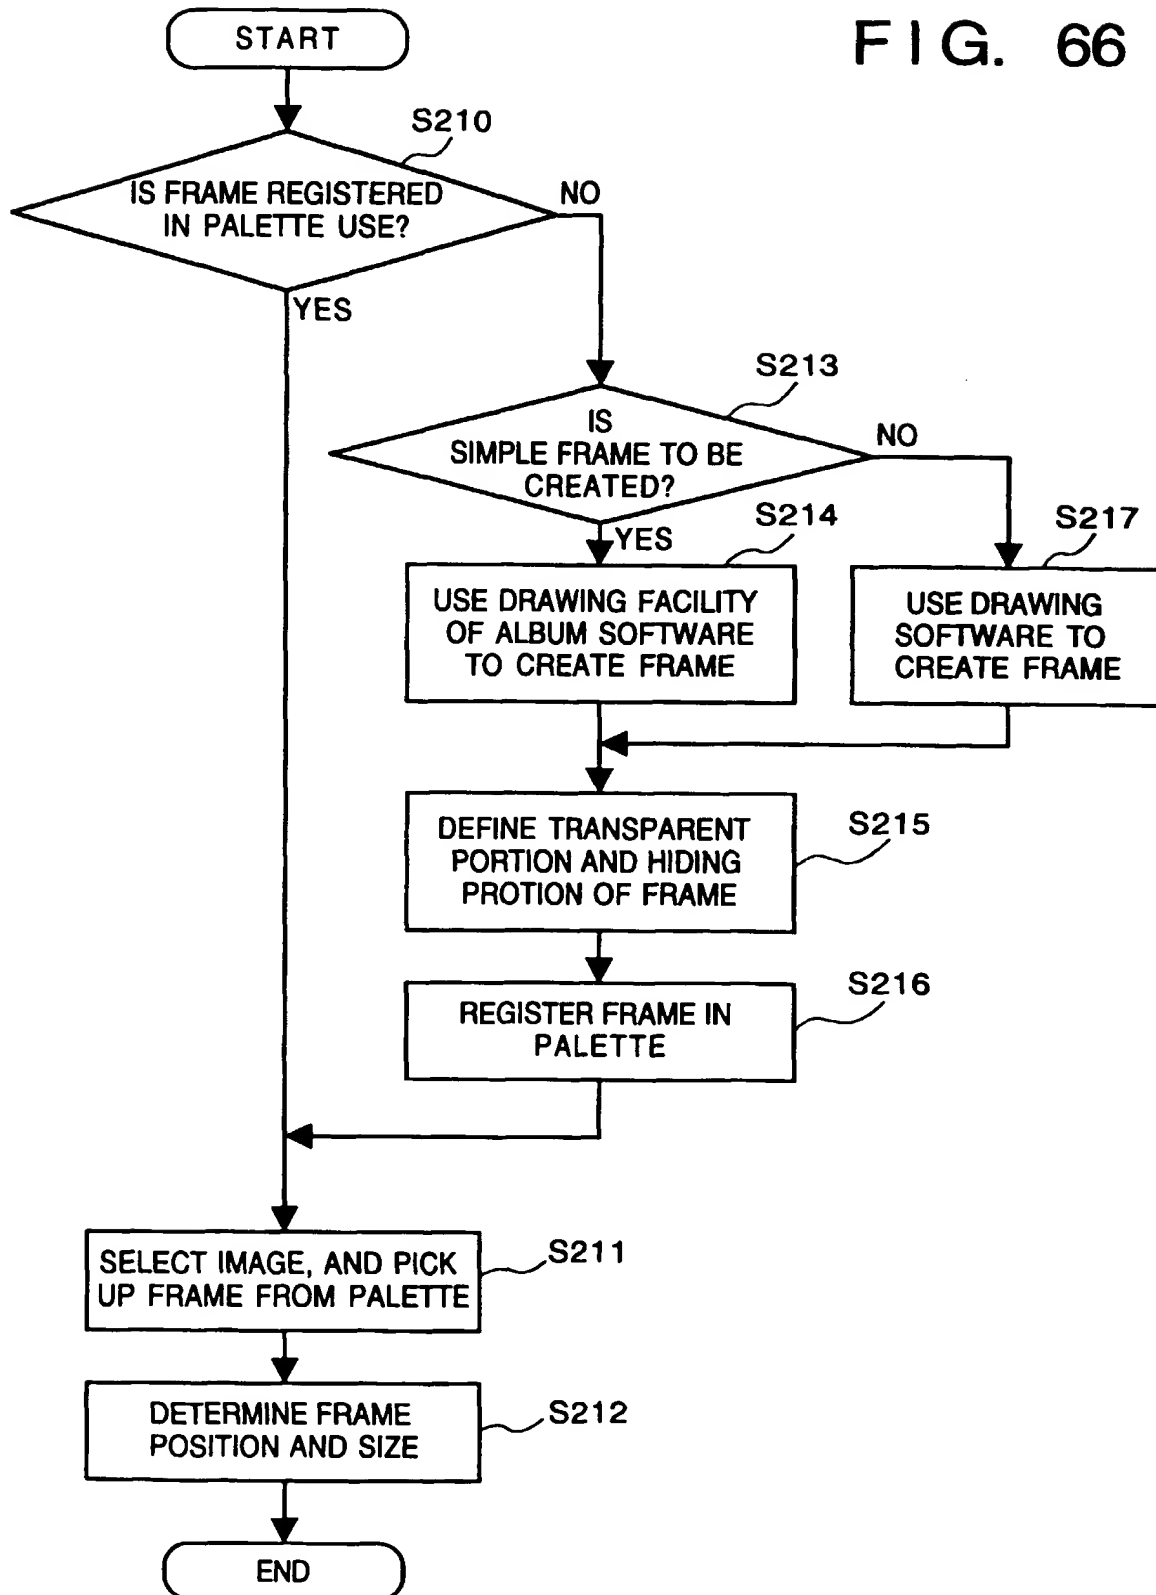 FIG. 66
START
S210
IS FRAME REGISTERED
IN PALETTE USE?
NO
YES
S213
IS
SIMPLE FRAME TO BE
CREATED?
NO
YES
S214
USE DRAWING FACILITY
OF ALBUM SOFTWARE
TO CREATE FRAME
S217
USE DRAWING
SOFTWARE TO
CREATE FRAME
S215
DEFINE TRANSPARENT
PORTION AND HIDING
PROTION OF FRAME
S216
REGISTER FRAME IN
PALETTE
S211
SELECT IMAGE, AND PICK
UP FRAME FROM PALETTE
S212
DETERMINE FRAME
POSITION AND SIZE
END